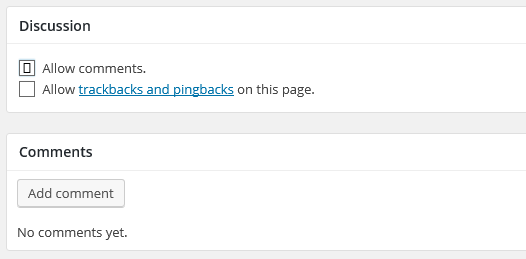 Discussion
Allow comments.
Allow trackbacks and pingbacks on this page.
Comments
Add comment
No comments yet.